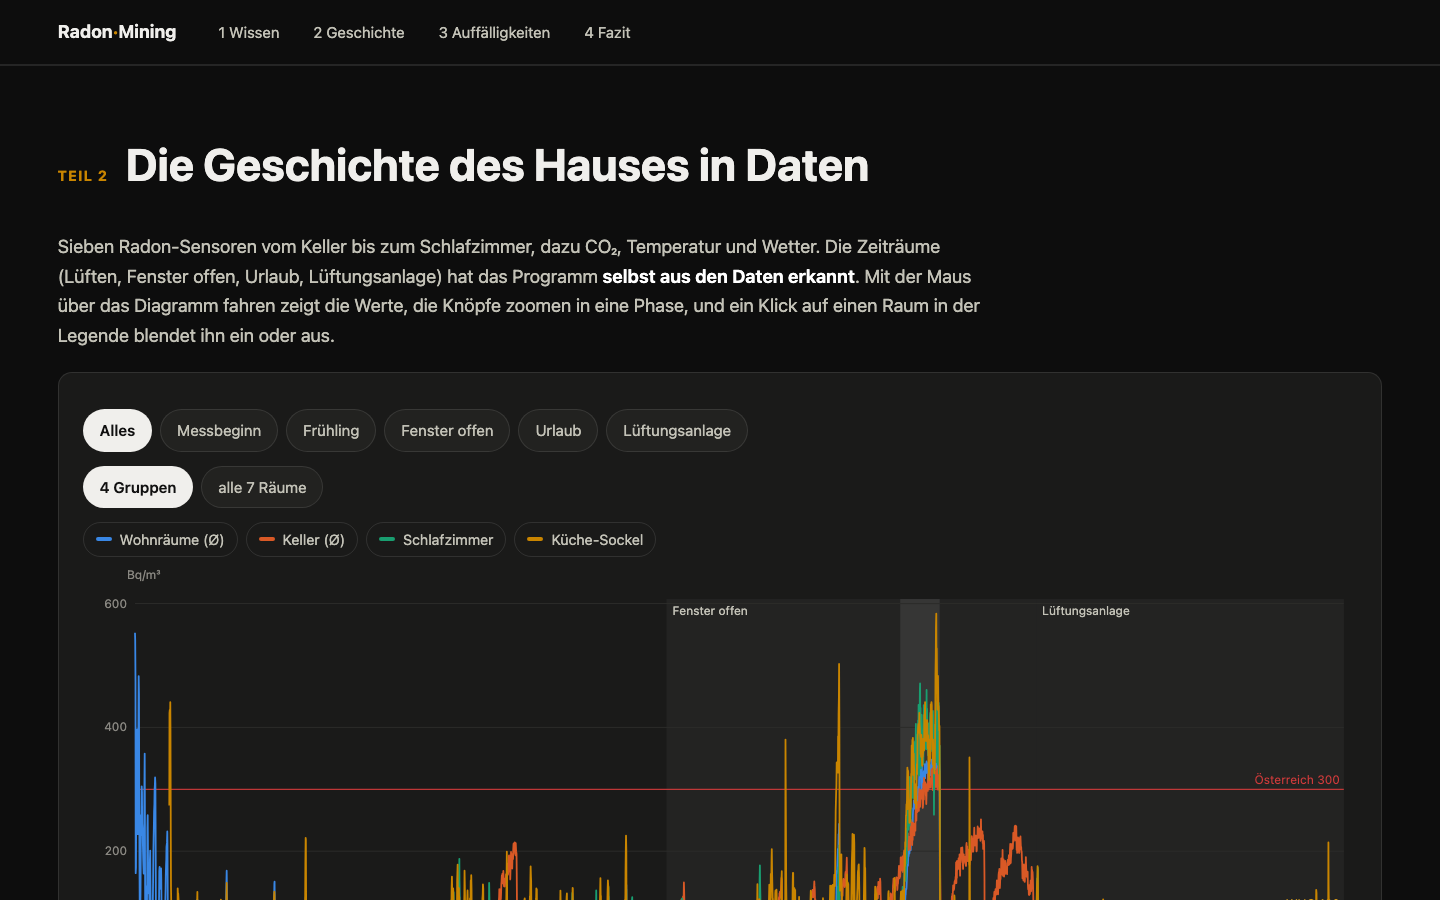 Radon·Mining 1 Wissen 2 Geschichte 3 Auffälligkeiten 4 Fazit
TEIL 2 Die Geschichte des Hauses in Daten
Sieben Radon-Sensoren vom Keller bis zum Schlafzimmer, dazu CO₂, Temperatur und Wetter. Die Zeiträume
(Lüften, Fenster offen, Urlaub, Lüftungsanlage) hat das Programm selbst aus den Daten erkannt. Mit der Maus
über das Diagramm fahren zeigt die Werte, die Knöpfe zoomen in eine Phase, und ein Klick auf einen Raum in der
Legende blendet ihn ein oder aus.
Alles Messbeginn Frühling Fenster offen Urlaub Lüftungsanlage
4 Gruppen alle 7 Räume
Wohnräume (Ø) Keller (Ø) Schlafzimmer Küche-Sockel
Bq/m³
600 Fenster offen Lüftungsanlage
400
Österreich 300
200